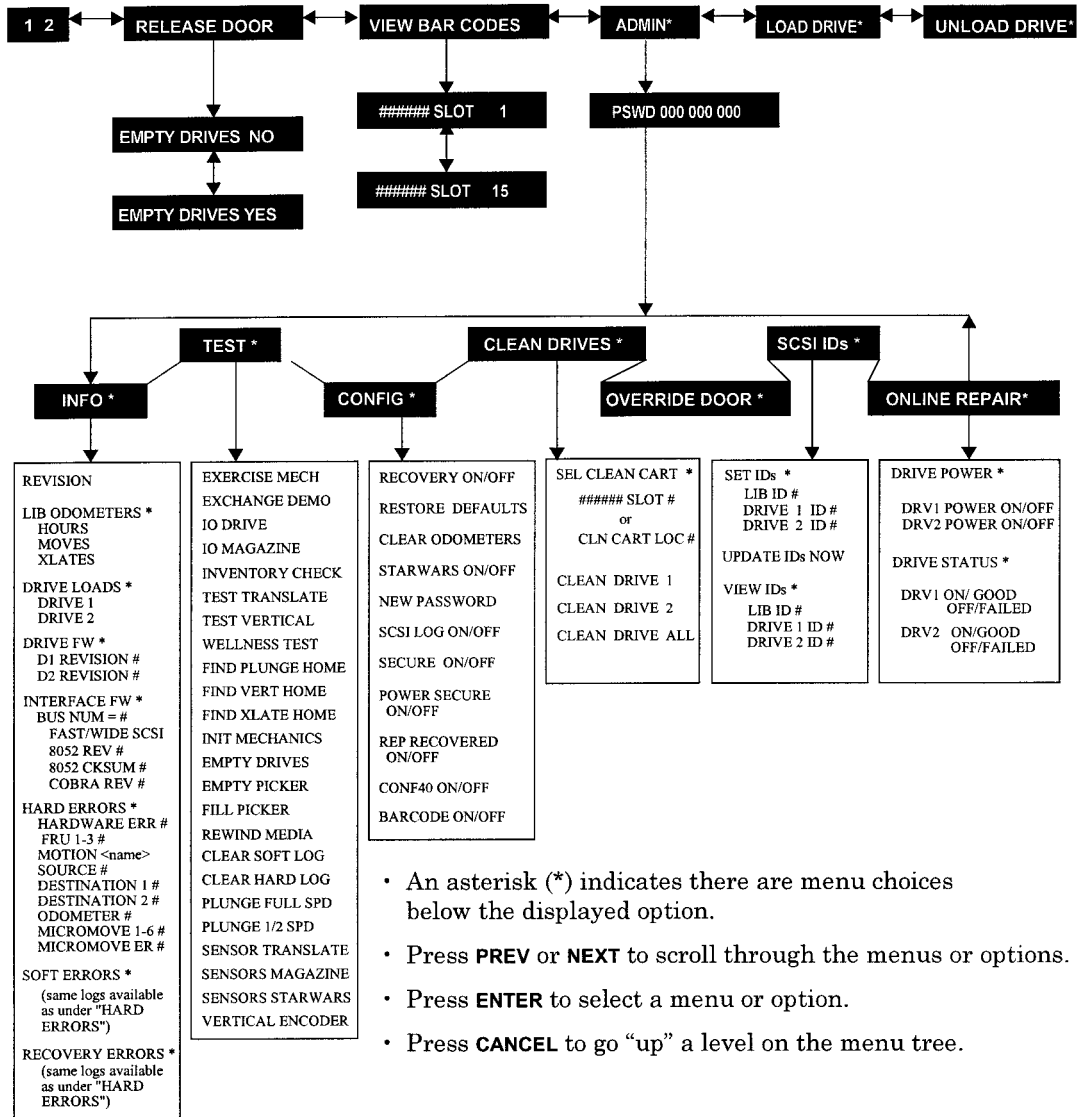 1 2
RELEASE DOOR
VIEW BAR CODES
ADMIN*
LOAD DRIVE*
UNLOAD DRIVE*
EMPTY DRIVES NO
EMPTY DRIVES YES
###### SLOT 1
###### SLOT 15
PSWD 000 000 000
TEST *
CLEAN DRIVES *
SCSI IDs *
INFO *
CONFIG *
OVERRIDE DOOR *
ONLINE REPAIR*
REVISION
LIB ODOMETERS *
HOURS
MOVES
XLATES
DRIVE LOADS *
DRIVE 1
DRIVE 2
DRIVE FW *
D1 REVISION #
D2 REVISION #
INTERFACE FW *
BUS NUM = #
FAST/WIDE SCSI
8052 REV #
8052 CKSUM #
COBRA REV #
HARD ERRORS *
HARDWARE ERR #
FRU 1-3 #
MOTION <name>
SOURCE #
DESTINATION 1 #
DESTINATION 2 #
ODOMETER #
MICROMOVE 1-6 #
MICROMOVE ER #
SOFT ERRORS *
(same logs available
as under "HARD
ERRORS")
RECOVERY ERRORS *
(same logs available
as under "HARD
ERRORS")
EXERCISE MECH
EXCHANGE DEMO
IO DRIVE
IO MAGAZINE
INVENTORY CHECK
TEST TRANSLATE
TEST VERTICAL
WELLNESS TEST
FIND PLUNGE HOME
FIND VERT HOME
FIND XLATE HOME
INIT MECHANICS
EMPTY DRIVES
EMPTY PICKER
FILL PICKER
REWIND MEDIA
CLEAR SOFT LOG
CLEAR HARD LOG
PLUNGE FULL SPD
PLUNGE 1/2 SPD
SENSOR TRANSLATE
SENSORS MAGAZINE
SENSORS STARWARS
VERTICAL ENCODER
RECOVERY ON/OFF
RESTORE DEFAULTS
CLEAR ODOMETERS
STARWARS ON/OFF
NEW PASSWORD
SCSI LOG ON/OFF
SECURE ON/OFF
POWER SECURE
ON/OFF
REP RECOVERED
ON/OFF
CONF40 ON/OFF
BARCODE ON/OFF
SEL CLEAN CART *
###### SLOT #
or
CLN CART LOC #
CLEAN DRIVE 1
CLEAN DRIVE 2
CLEAN DRIVE ALL
SET IDs *
LIB ID #
DRIVE 1 ID #
DRIVE 2 ID #
UPDATE IDs NOW
VIEW IDs *
LIB ID #
DRIVE 1 ID #
DRIVE 2 ID #
DRIVE POWER *
DRV1 POWER ON/OFF
DRV2 POWER ON/OFF
DRIVE STATUS *
DRV1 ON/ GOOD
OFF/FAILED
DRV2 ON/GOOD
OFF/FAILED
· An asterisk (*) indicates there are menu choices
below the displayed option.
· Press PREV or NEXT to scroll through the menus or options.
· Press ENTER to select a menu or option.
· Press CANCEL to go “up” a level on the menu tree.